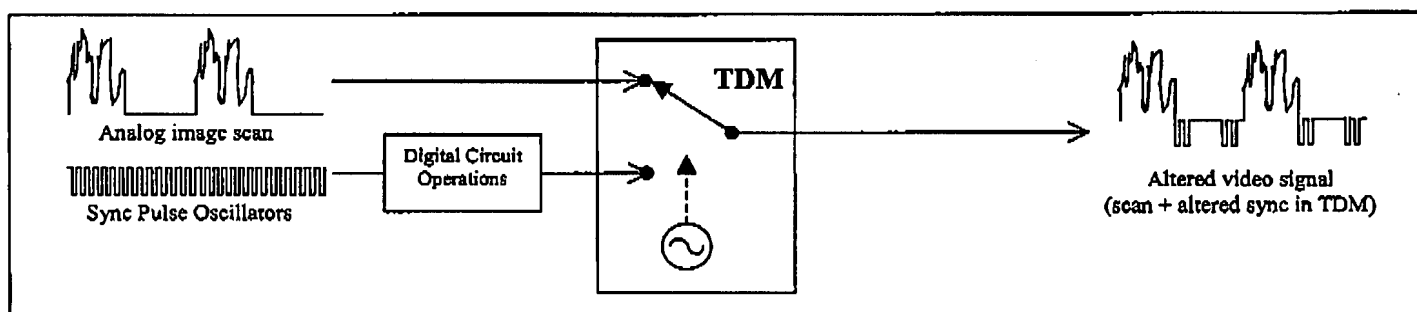 TDM
Analog image scan
Digital Circuit
Operations
Sync Pulse Oscillators
Altered video signal
(scan + altered sync in TDM)